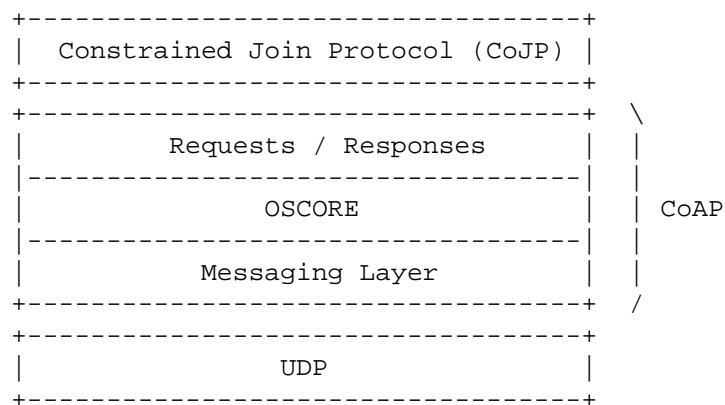 Constrained Join Protocol (CoJP)
Requests / Responses
OSCORE
CoAP
Messaging Layer
UDP